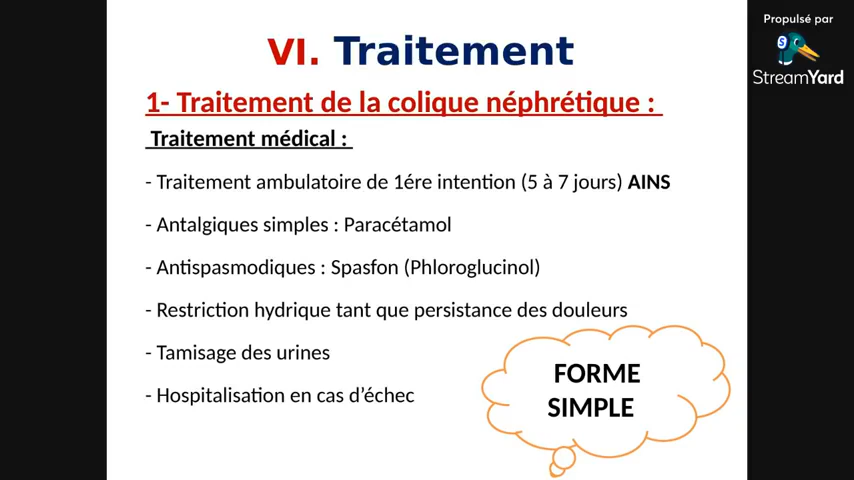 Propulsé par
StreamYard
VI. Traitement
1- Traitement de la colique néphrétique :
Traitement médical :
- Traitement ambulatoire de 1ére intention (5 à 7 jours) AINS
- Antalgiques simples : Paracétamol
- Antispasmodiques : Spasfon (Phloroglucinol)
- Restriction hydrique tant que persistance des douleurs
- Tamisage des urines
- Hospitalisation en cas d’échec
FORME
SIMPLE